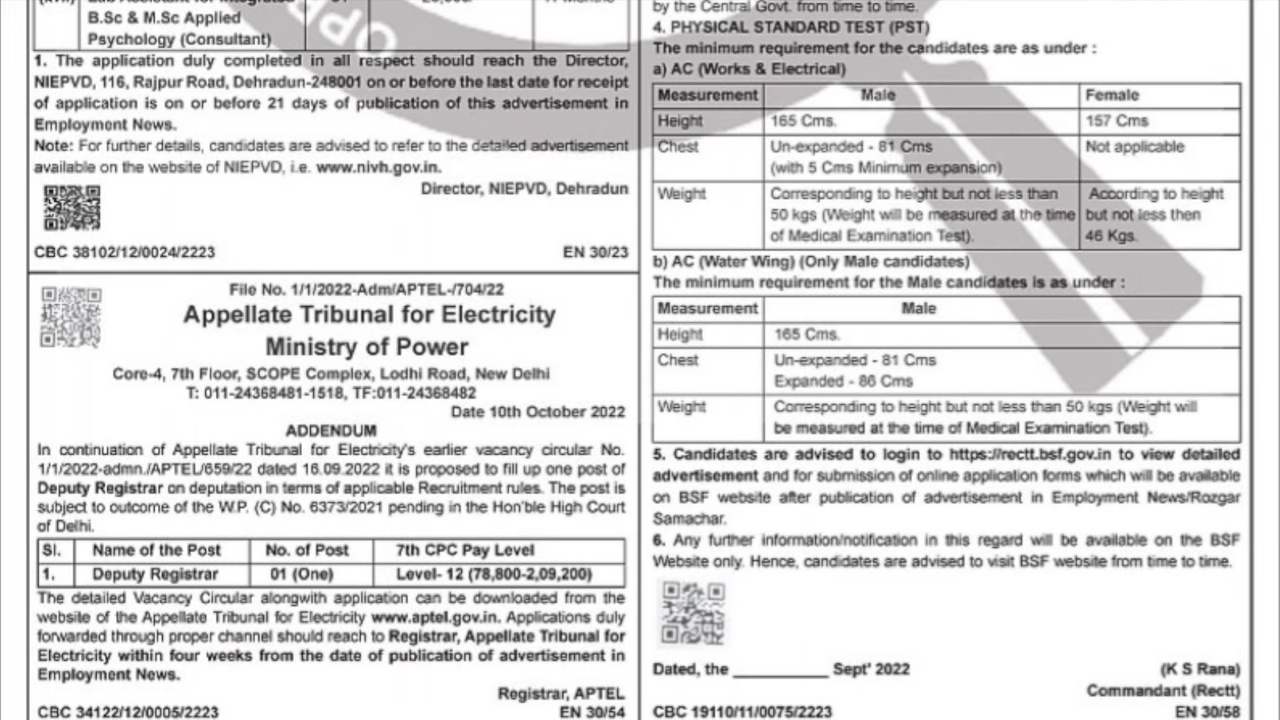 B.Sc & M.Sc Applied
Psychology (Consultant)
1. The application duly completed in all respect should reach the Director,
NIEPVD, 116, Rajpur Road, Dehradun-248001 on or before the last date for receipt
of application is on or before 21 days of publication of this advertisement in
Employment News.
Note: For further details, candidates are advised to refer to the detailed advertisement
available on the website of NIEPVD, i.e. www.nivh.gov.in.
Director, NIEPVD, Dehradun
CBC 38102/12/0024/2223 EN 30/23
File No. 1/1/2022-Adm/APTEL-/704/22
Appellate Tribunal for Electricity
Ministry of Power
Core-4, 7th Floor, SCOPE Complex, Lodhi Road, New Delhi
T: 011-24368481-1518, TF:011-24368482
Date 10th October 2022
ADDENDUM
In continuation of Appellate Tribunal for Electricity's earlier vacancy circular No.
1/1/2022-admn./APTEL/659/22 dated 16.09.2022 it is proposed to fill up one post of
Deputy Registrar on deputation in terms of applicable Recruitment rules. The post is
subject to outcome of the W.P. (C) No. 6373/2021 pending in the Hon'ble High Court
of Delhi.
Sl. Name of the Post No. of Post 7th CPC Pay Level
1. Deputy Registrar 01 (One) Level- 12 (78,800-2,09,200)
The detailed Vacancy Circular alongwith application can be downloaded from the
website of the Appellate Tribunal for Electricity www.aptel.gov.in. Applications duly
forwarded through proper channel should reach to Registrar, Appellate Tribunal for
Electricity within four weeks from the date of publication of advertisement in
Employment News.
Registrar, APTEL
CBC 34122/12/0005/2223 EN 30/54
by the Central Govt. from time to time.
4. PHYSICAL STANDARD TEST (PST)
The minimum requirement for the candidates are as under :
a) AC (Works & Electrical)
Measurement Male Female
Height 165 Cms. 157 Cms
Chest Un-expanded - 81 Cms Not applicable
(with 5 Cms Minimum expansion)
Weight Corresponding to height but not less than According to height
50 kgs (Weight will be measured at the time but not less then
of Medical Examination Test). 46 Kgs.
b) AC (Water Wing) (Only Male candidates)
The minimum requirement for the Male candidates is as under :
Measurement Male
Height 165 Cms.
Chest Un-expanded - 81 Cms
Expanded - 86 Cms
Weight Corresponding to height but not less than 50 kgs (Weight will
be measured at the time of Medical Examination Test).
5. Candidates are advised to login to https://rectt.bsf.gov.in to view detailed
advertisement and for submission of online application forms which will be available
on BSF website after publication of advertisement in Employment News/Rozgar
Samachar.
6. Any further information/notification in this regard will be available on the BSF
Website only. Hence, candidates are advised to visit BSF website from time to time.
Dated, the __________ Sept' 2022 (K S Rana)
Commandant (Rectt)
CBC 19110/11/0075/2223 EN 30/58